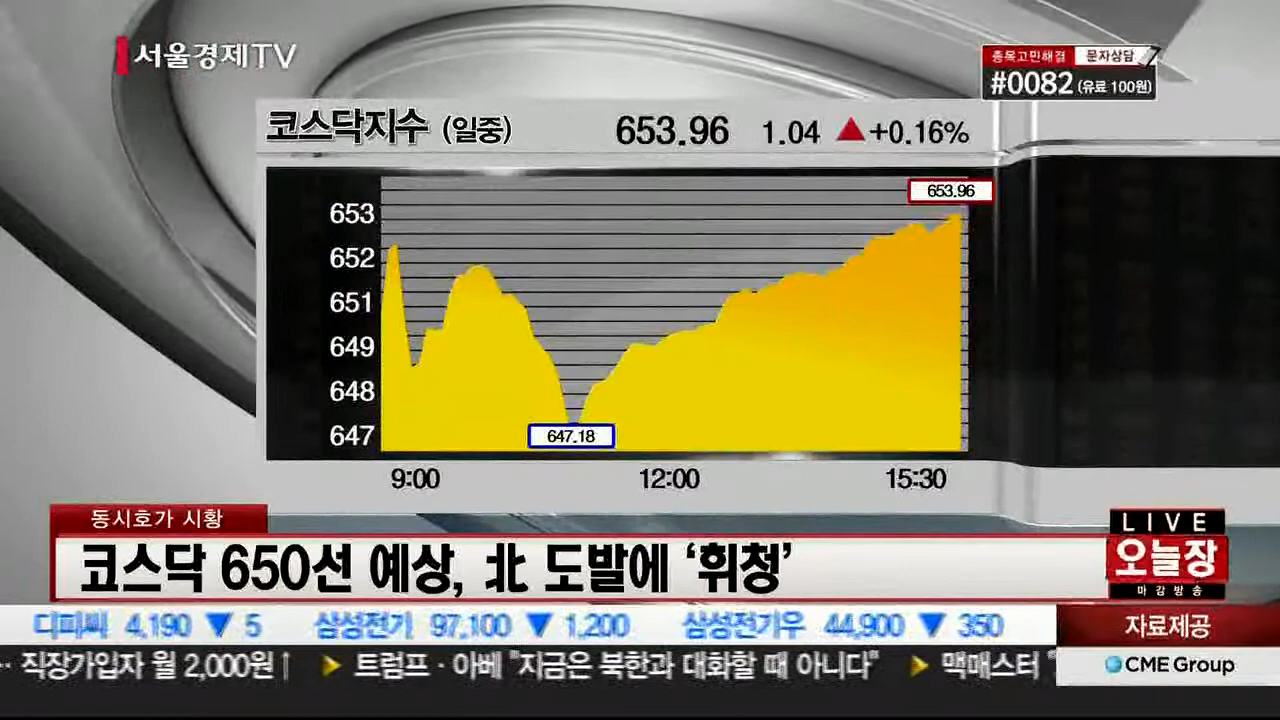 서울경제TV
종목고민해결 문자상담
#0082 (유료 100원)
코스닥지수 (일중) 653.96 1.04 ▲+0.16%
653.96
653
652
651
649
648
647
647.18
9:00 12:00 15:30
동시호가 시황
코스닥 650선 예상, 北 도발에 ‘휘청’
LIVE
오늘장
마감방송
디피씨 4,190 ▼ 5 삼성전기 97,100 ▼ 1,200 삼성전기우 44,900 ▼ 350
자료제공
·· 직장가입자 월 2,000원↑ ▶ 트럼프·아베 "지금은 북한과 대화할 때 아니다" ▶ 맥매스터 "
CME Group